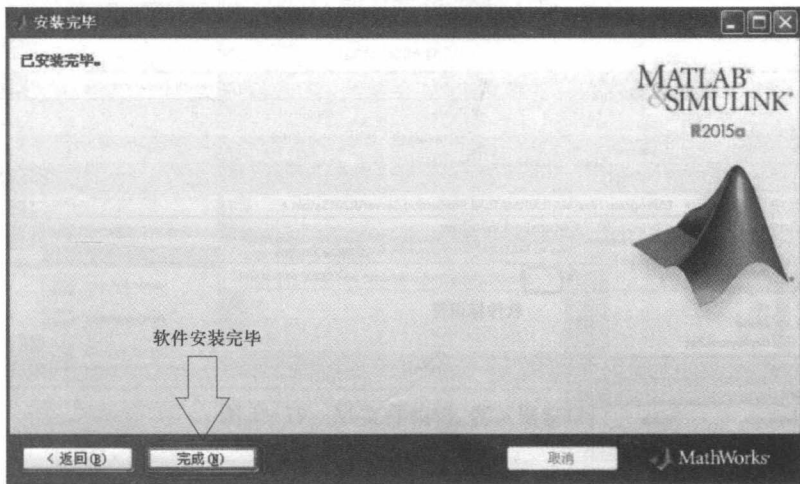 安装完毕
已安装完毕。
MATLAB®
&SIMULINK®
R2015a
软件安装完毕
< 返回(B)
完成(N)
取消
MathWorks®